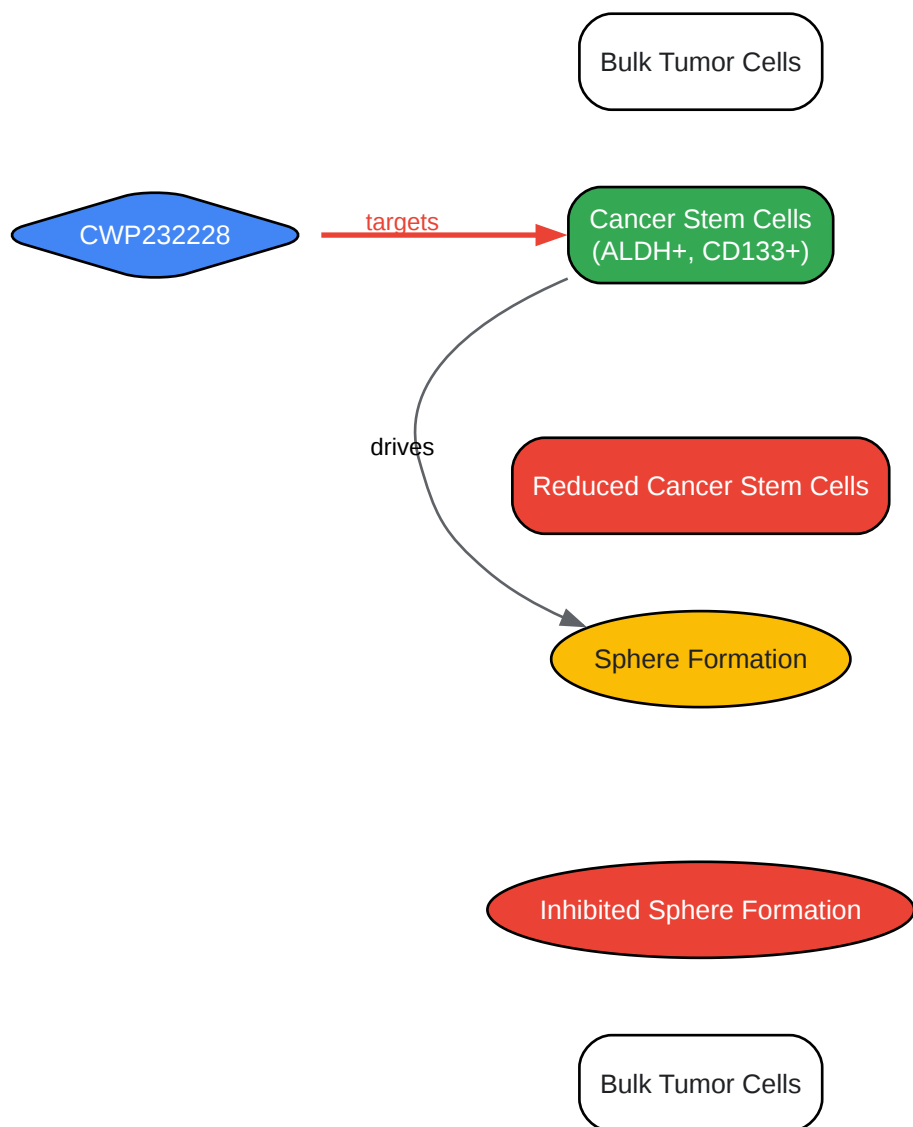 Bulk Tumor Cells
CWP232228
targets
Cancer Stem Cells
(ALDH+, CD133+)
drives
Reduced Cancer Stem Cells
Sphere Formation
Inhibited Sphere Formation
Bulk Tumor Cells